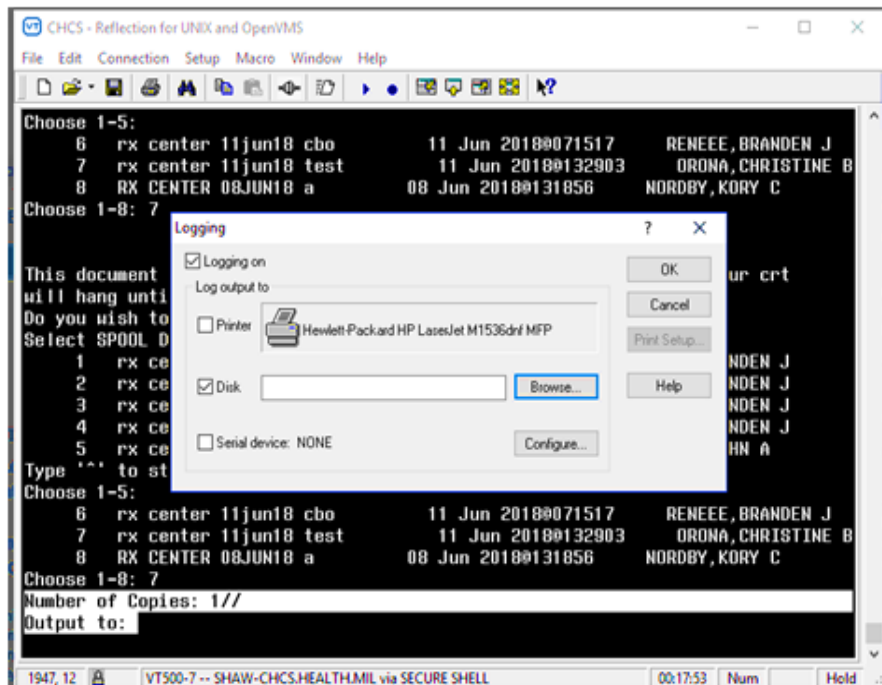 CHCS - Reflection for UNIX and OpenVMS
File Edit Connection Setup Macro Window Help
Choose 1-5:
6 rx center 11jun18 cbo 11 Jun 2018@071517 RENEEE,BRANDEN J
7 rx center 11jun18 test 11 Jun 2018@132903 ORONA,CHRISTINE B
8 RX CENTER 08JUN18 a 08 Jun 2018@131856 NORDBY,KORY C
Choose 1-8: 7
Logging
Logging on
OK
Log output to
Cancel
Printer Hewlett-Packard HP LaserJet M1536dnf MFP
Print Setup...
Disk Browse... Help
Serial device: NONE Configure...
This document ur crt
will hang unti
Do you wish to
Select SPOOL D
1 rx ce NDEN J
2 rx ce NDEN J
3 rx ce NDEN J
4 rx ce NDEN J
5 rx ce HN A
Type '^' to st
Choose 1-5:
6 rx center 11jun18 cbo 11 Jun 2018@071517 RENEEE,BRANDEN J
7 rx center 11jun18 test 11 Jun 2018@132903 ORONA,CHRISTINE B
8 RX CENTER 08JUN18 a 08 Jun 2018@131856 NORDBY,KORY C
Choose 1-8: 7
Number of Copies: 1//
Output to:
1947, 12 VT500-7 -- SHAW-CHCS.HEALTH.MIL via SECURE SHELL 00:17:53 Num Hold